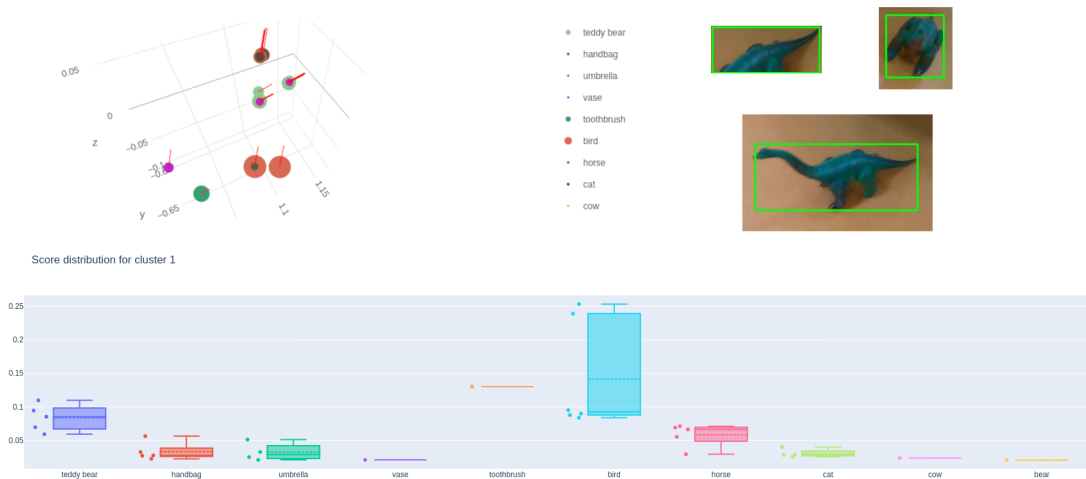 0.05
0
z
−0.05
−0.1
y
−0.65
1.1
1.15
teddy bear
handbag
umbrella
vase
toothbrush
bird
horse
cat
cow
Score distribution for cluster 1
0.25
0.2
0.15
0.1
0.05
teddy bear handbag umbrella vase toothbrush bird horse cat cow bear